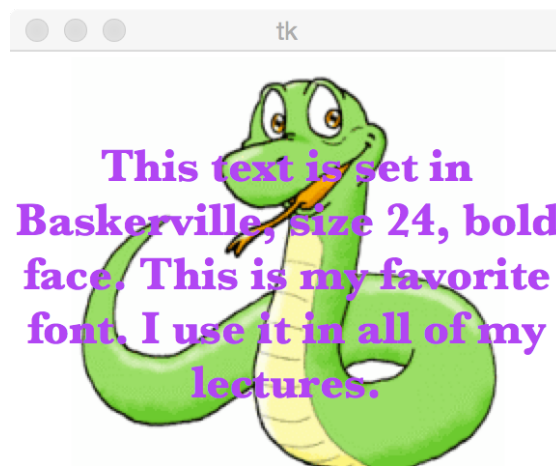 tk
This text is set in
Baskerville, size 24, bold
face. This is my favorite
font. I use it in all of my
lectures.